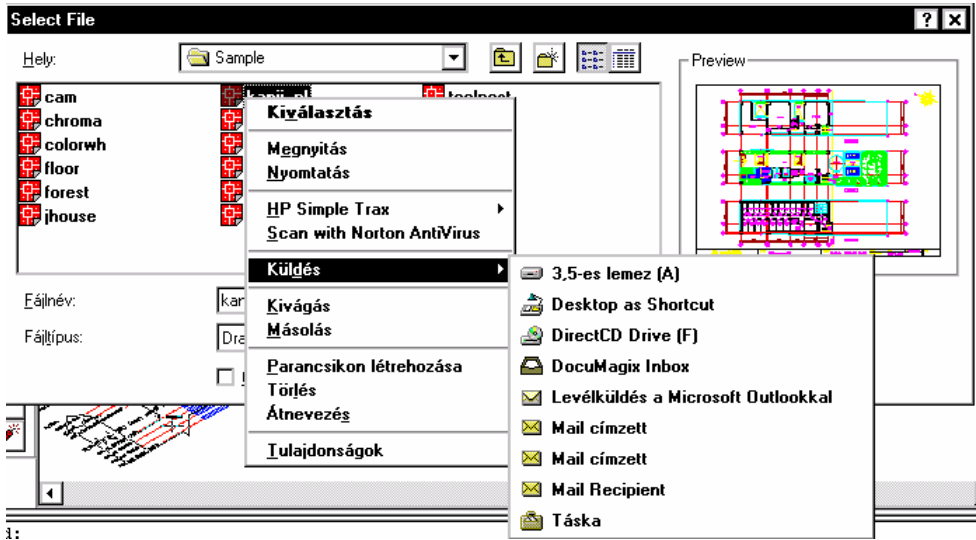 Select File
Hely:
Sample
Preview
cam
chroma
colorwh
floor
forest
jhouse
Kiválasztás
Megnyitás
Nyomtatás
HP Simple Trax
Scan with Norton AntiVirus
Küldés
Kivágás
Másolás
Parancsikon létrehozása
Törlés
Átnevezés
Tulajdonságok
3,5-es lemez (A)
Desktop as Shortcut
DirectCD Drive (F)
DocuMagix Inbox
Levélküldés a Microsoft Outlookkal
Mail címzett
Mail címzett
Mail Recipient
Táska
Fájlnév:
Fájltípus: